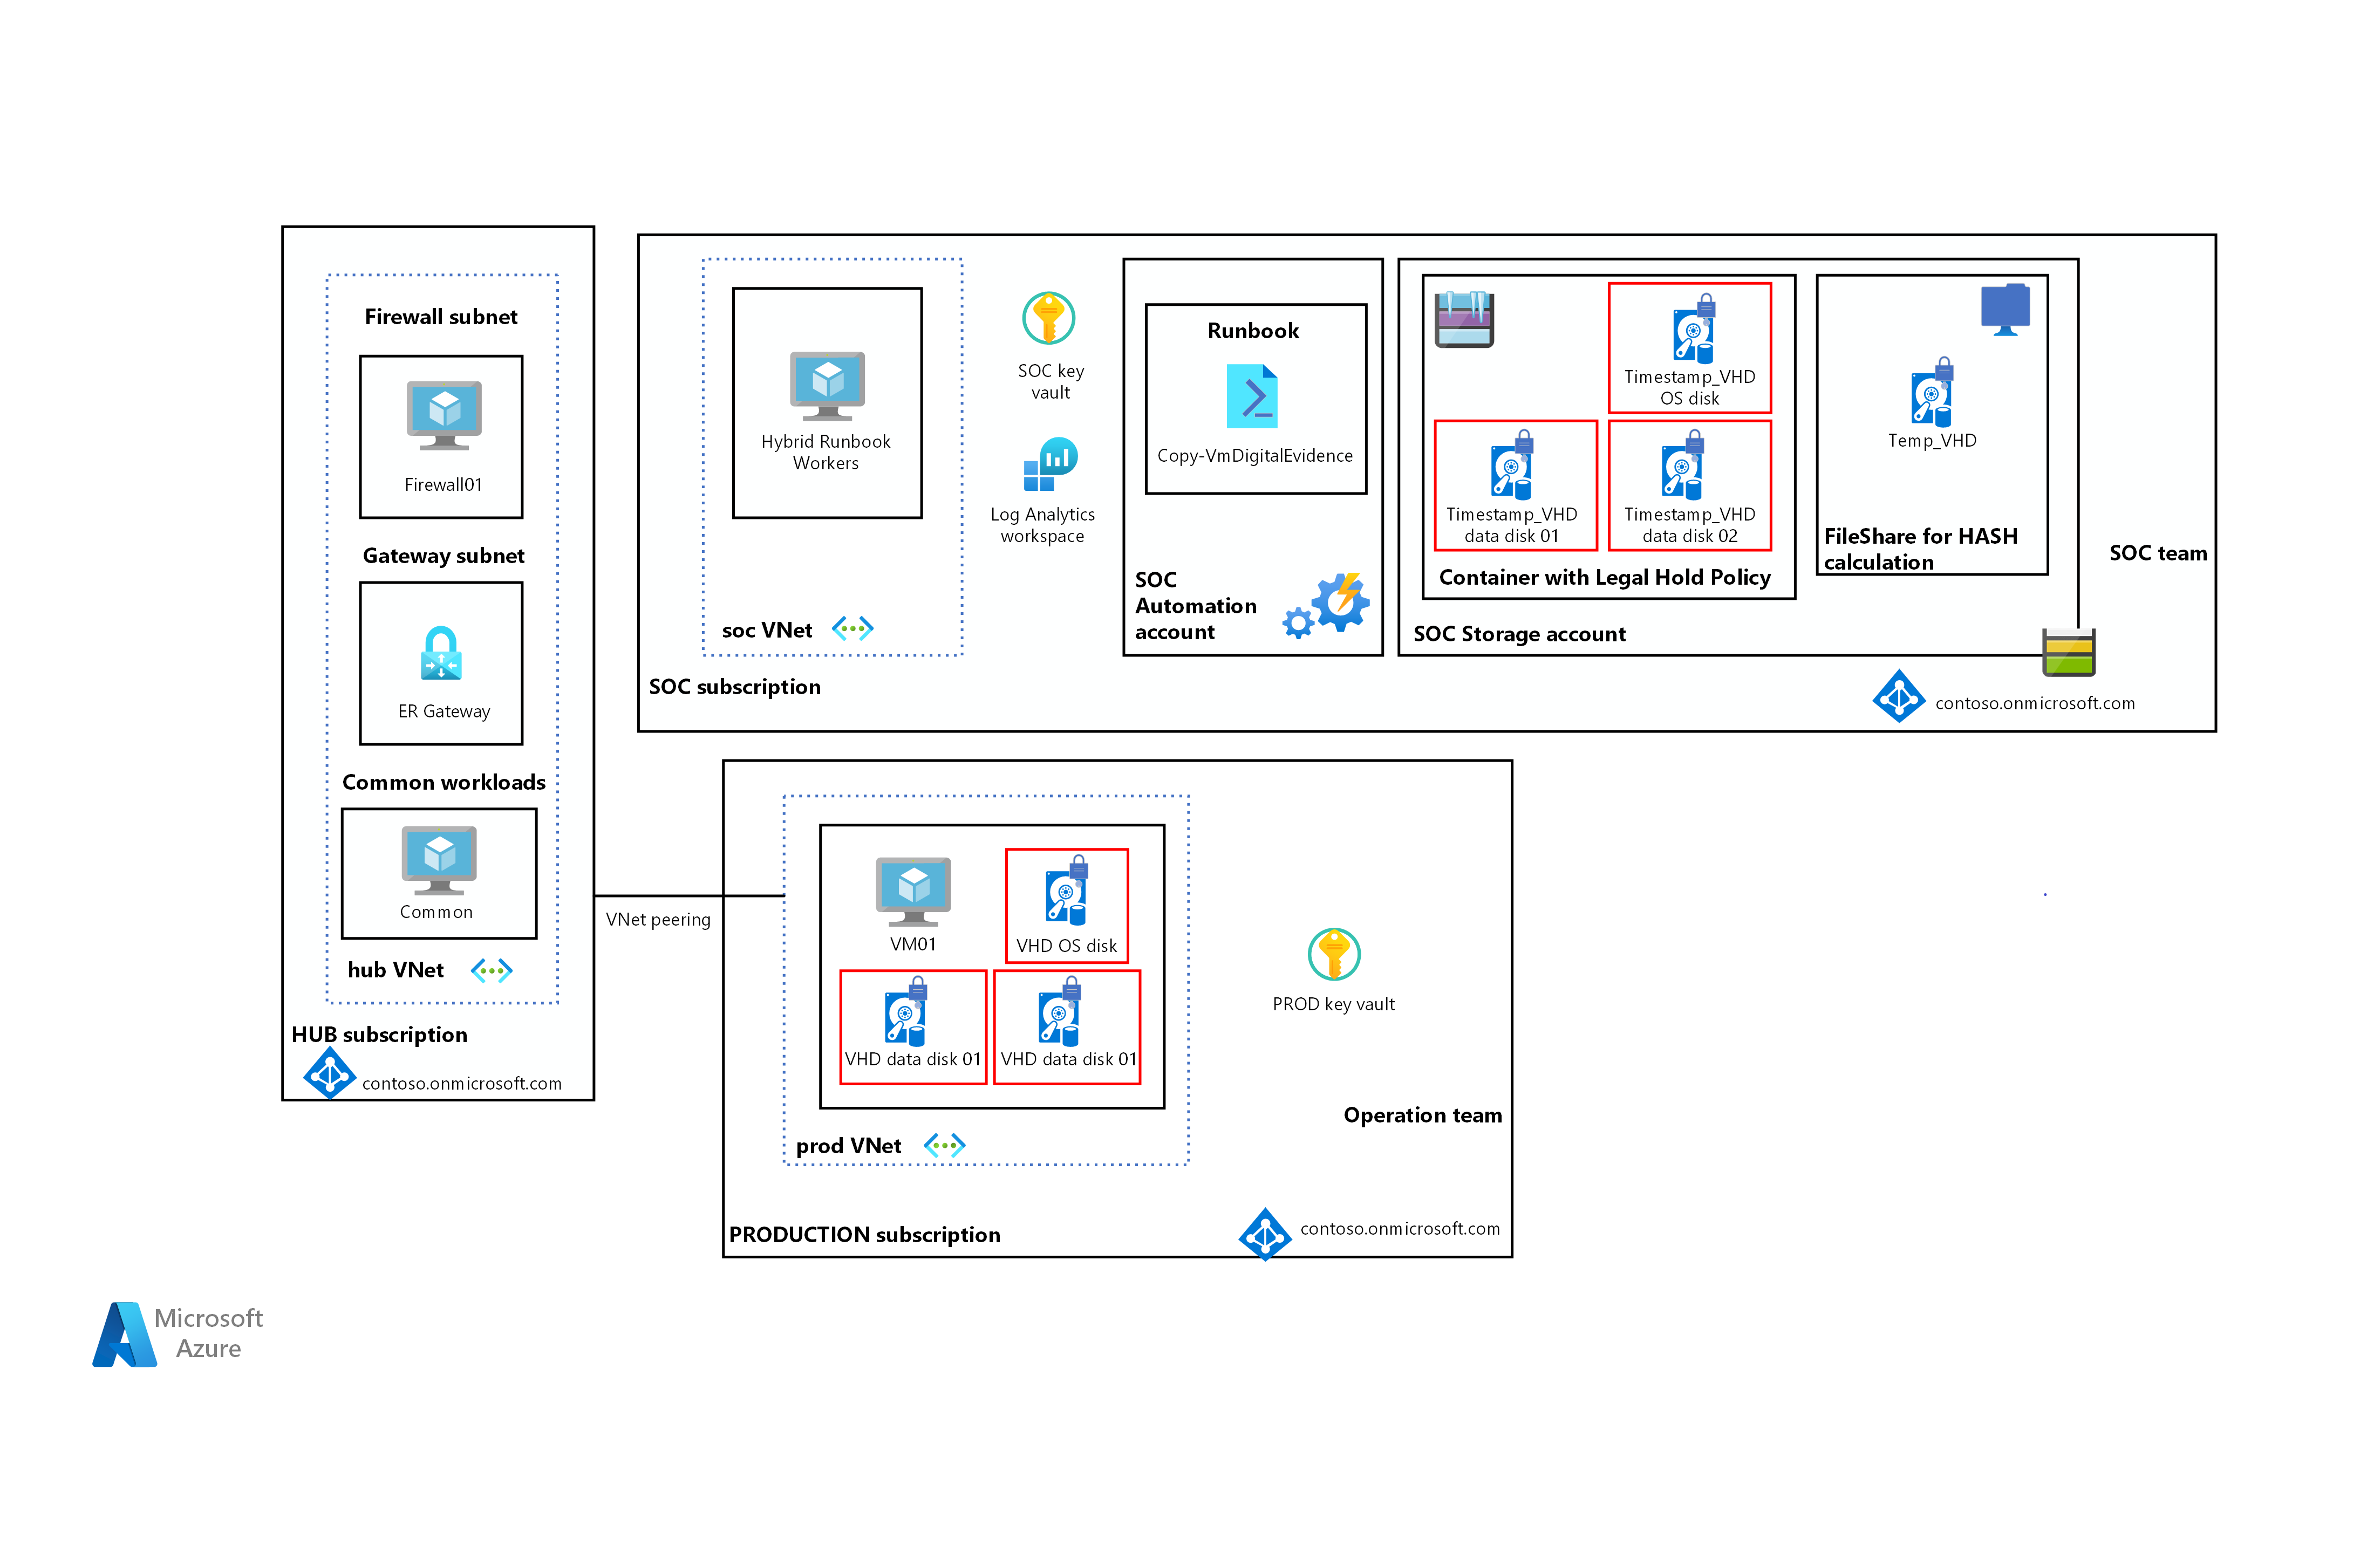 Firewall subnet
Firewall01
Gateway subnet
ER Gateway
Common workloads
Common
hub VNet
HUB subscription
contoso.onmicrosoft.com
VNet peering
Hybrid Runbook
Workers
soc VNet
SOC subscription
SOC key
vault
Log Analytics
workspace
Runbook
Copy-VmDigitalEvidence
SOC
Automation
account
Timestamp_VHD
OS disk
Timestamp_VHD
data disk 01
Timestamp_VHD
data disk 02
Container with Legal Hold Policy
SOC Storage account
Temp_VHD
FileShare for HASH
calculation
SOC team
contoso.onmicrosoft.com
VM01
VHD OS disk
VHD data disk 01
VHD data disk 01
prod VNet
PROD key vault
Operation team
PRODUCTION subscription
contoso.onmicrosoft.com
Microsoft
Azure